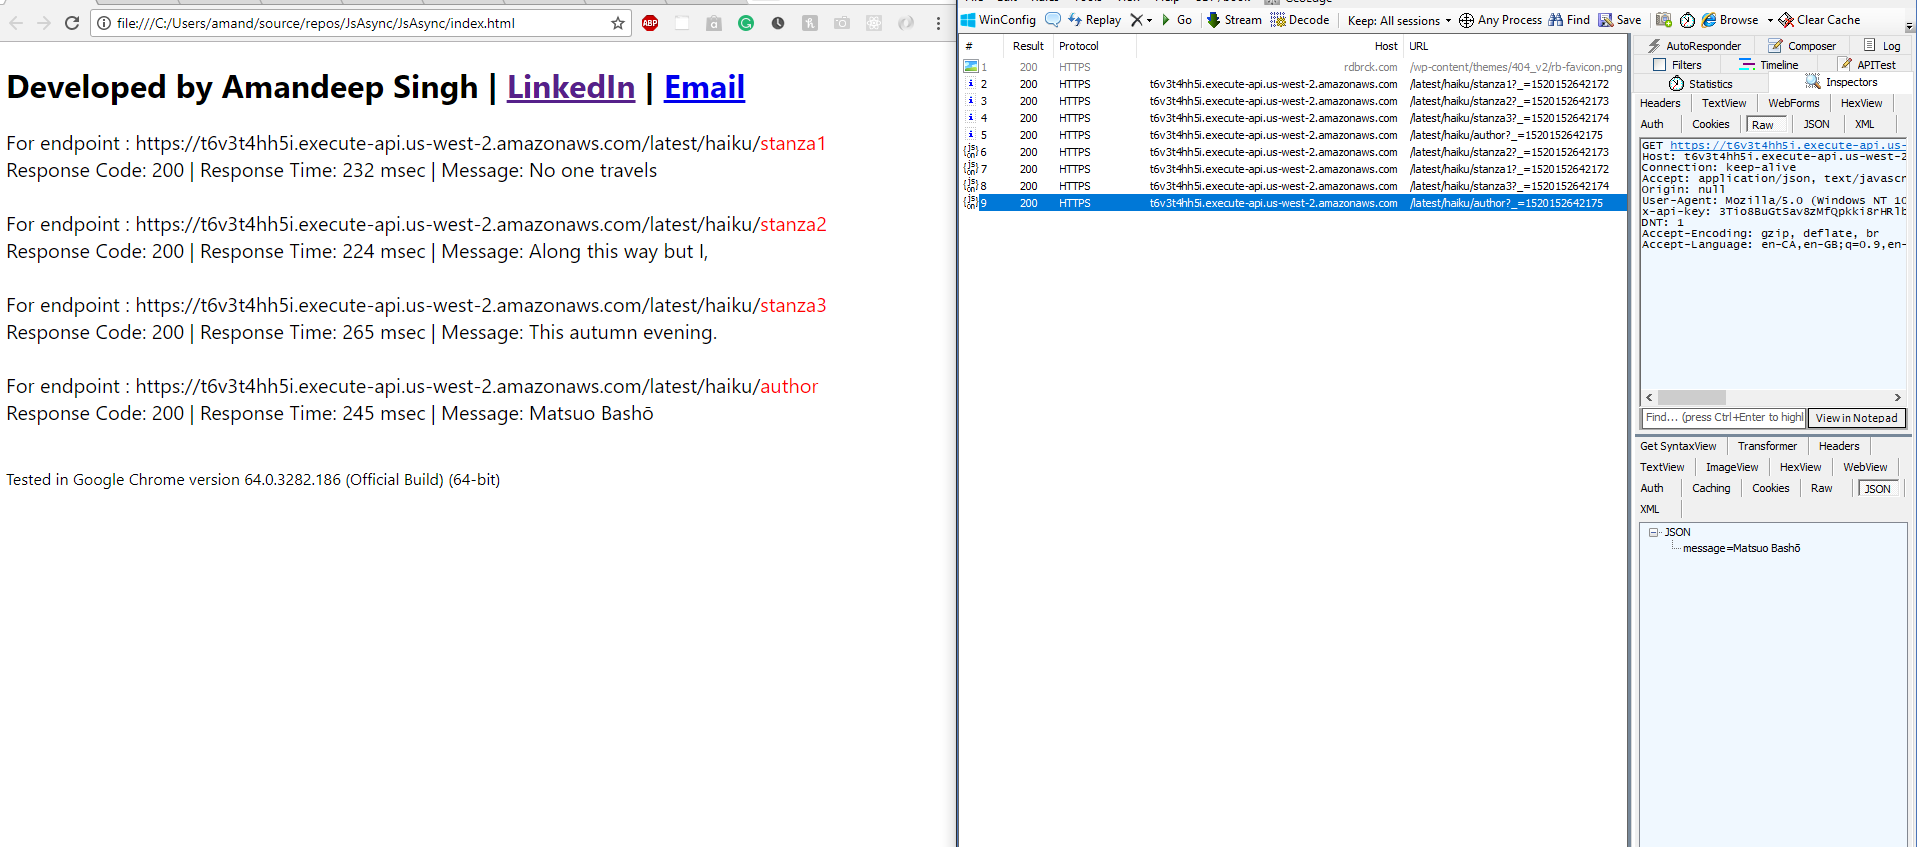 file:///C:/Users/amand/source/repos/JsAsync/JsAsync/index.html
ABP
Developed by Amandeep Singh | LinkedIn | Email
For endpoint : https://t6v3t4hh5i.execute-api.us-west-2.amazonaws.com/latest/haiku/stanza1
Response Code: 200 | Response Time: 232 msec | Message: No one travels
For endpoint : https://t6v3t4hh5i.execute-api.us-west-2.amazonaws.com/latest/haiku/stanza2
Response Code: 200 | Response Time: 224 msec | Message: Along this way but I,
For endpoint : https://t6v3t4hh5i.execute-api.us-west-2.amazonaws.com/latest/haiku/stanza3
Response Code: 200 | Response Time: 265 msec | Message: This autumn evening.
For endpoint : https://t6v3t4hh5i.execute-api.us-west-2.amazonaws.com/latest/haiku/author
Response Code: 200 | Response Time: 245 msec | Message: Matsuo Bashō
Tested in Google Chrome version 64.0.3282.186 (Official Build) (64-bit)
WinConfig Replay Go Stream Decode Keep: All sessions Any Process Find Save Browse Clear Cache
# Result Protocol Host URL
1 200 HTTPS rdbrck.com /wp-content/themes/404_v2/rb-favicon.png
2 200 HTTPS t6v3t4hh5i.execute-api.us-west-2.amazonaws.com /latest/haiku/stanza1?_=1520152642172
3 200 HTTPS t6v3t4hh5i.execute-api.us-west-2.amazonaws.com /latest/haiku/stanza2?_=1520152642173
4 200 HTTPS t6v3t4hh5i.execute-api.us-west-2.amazonaws.com /latest/haiku/stanza3?_=1520152642174
5 200 HTTPS t6v3t4hh5i.execute-api.us-west-2.amazonaws.com /latest/haiku/author?_=1520152642175
6 200 HTTPS t6v3t4hh5i.execute-api.us-west-2.amazonaws.com /latest/haiku/stanza2?_=1520152642173
7 200 HTTPS t6v3t4hh5i.execute-api.us-west-2.amazonaws.com /latest/haiku/stanza1?_=1520152642172
8 200 HTTPS t6v3t4hh5i.execute-api.us-west-2.amazonaws.com /latest/haiku/stanza3?_=1520152642174
9 200 HTTPS t6v3t4hh5i.execute-api.us-west-2.amazonaws.com /latest/haiku/author?_=1520152642175
AutoResponder Composer Log
Filters Timeline APITest
Statistics Inspectors
Headers TextView WebForms HexView
Auth Cookies Raw JSON XML
GET https://t6v3t4hh5i.execute-api.us-
Host: t6v3t4hh5i.execute-api.us-west-2
Connection: keep-alive
Accept: application/json, text/javascr
Origin: null
User-Agent: Mozilla/5.0 (Windows NT 10
x-api-key: 3Tio8BuGtSav8zMfQpkki8rHRlb
DNT: 1
Accept-Encoding: gzip, deflate, br
Accept-Language: en-CA,en-GB;q=0.9,en-
Find... (press Ctrl+Enter to highl View in Notepad
Get SyntaxView Transformer Headers
TextView ImageView HexView WebView
Auth Caching Cookies Raw JSON
XML
JSON
message=Matsuo Bashō